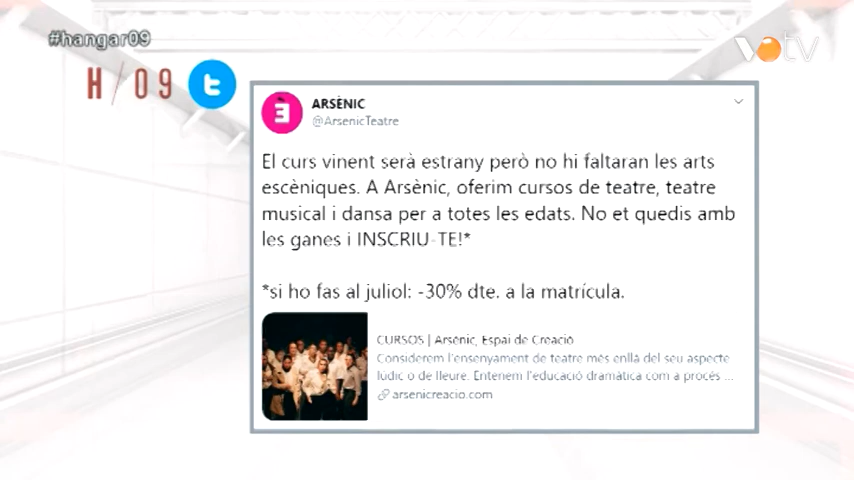 #hangar09
votv
H/09
ARSÈNIC
@ArsenicTeatre
El curs vinent serà estrany però no hi faltaran les arts
escèniques. A Arsènic, oferim cursos de teatre, teatre
musical i dansa per a totes les edats. No et quedis amb
les ganes i INSCRIU-TE!*
*si ho fas al juliol: -30% dte. a la matrícula.
CURSOS | Arsènic, Espai de Creació
Considerem l'ensenyament de teatre més enllà del seu aspecte
lúdic o de lleure. Entenem l'educació dramàtica com a procés ...
arsenicreacio.com